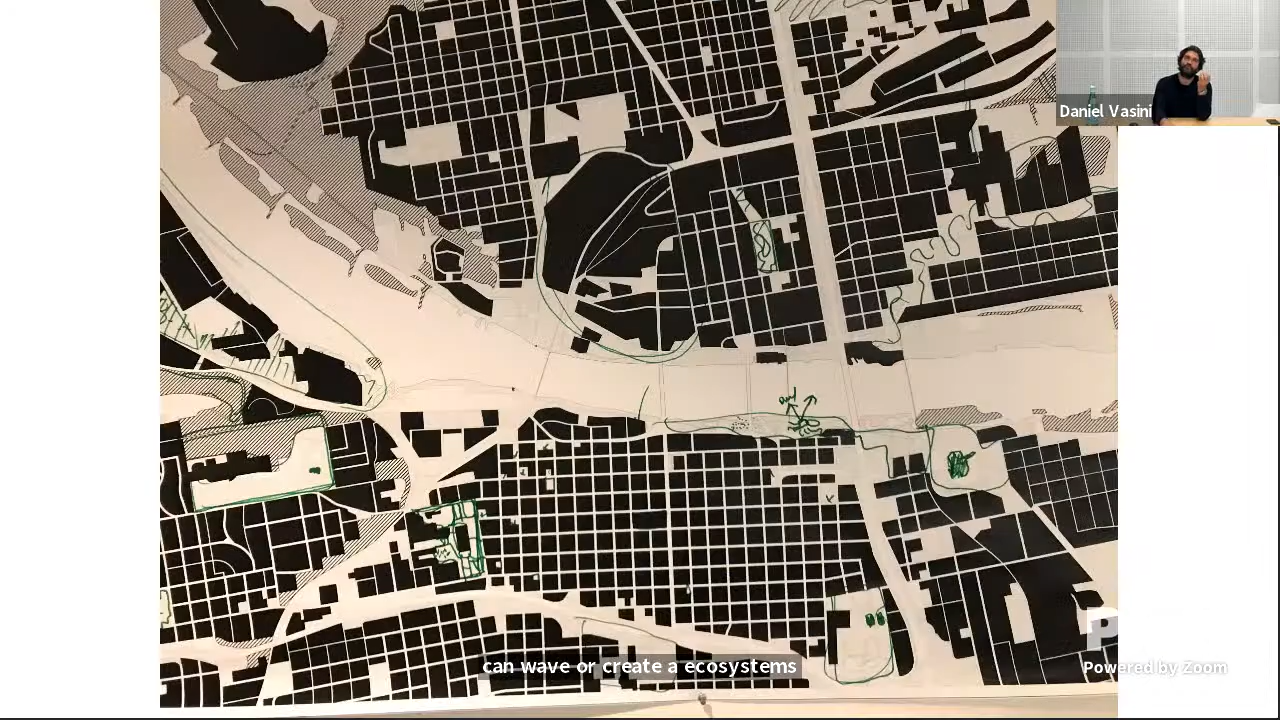 Daniel Vasini
can wave or create a ecosystems
P
Powered by Zoom